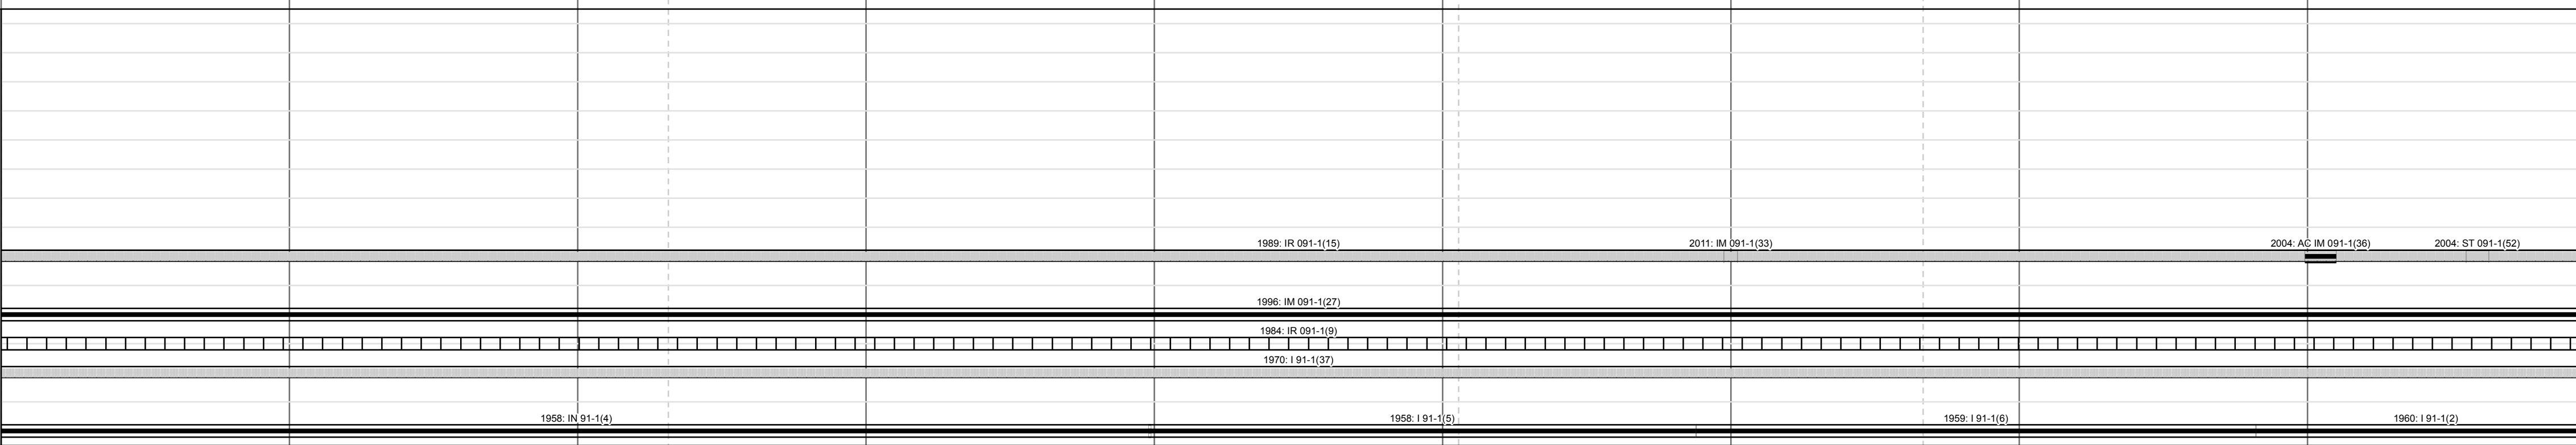 1989: IR 091-1(15) 2011: IM 091-1(33) 2004: AC IM 091-1(36) 2004: ST 091-1(52)
1996: IM 091-1(27)
1984: IR 091-1(9)
1970: I 91-1(37)
1958: IN 91-1(4) 1958: I 91-1(5) 1959: I 91-1(6) 1960: I 91-1(2)